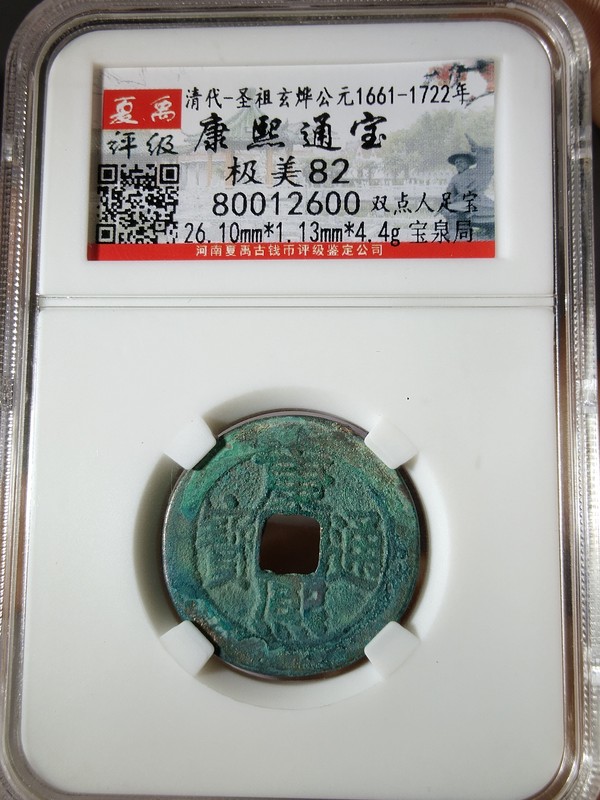 夏禹
评级
清代-圣祖玄烨公元1661-1722年
康熙通宝
极美82
80012600 双点人足宗
26.10mm*1.13mm*4.4g 宝泉局
河南夏禹古钱币评级鉴定公司
康熙通寶